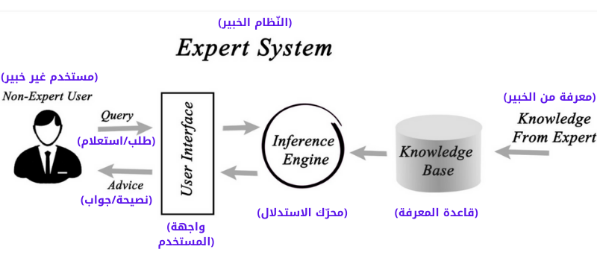 (النّظام الخبير)
Expert System
(مستخدم غير خبير)
Non-Expert User
Query
(طلب/استعلام)
Advice
(نصيحة/جواب)
User Interface
(واجهة
المستخدم)
Inference
Engine
(محرّك الاستدلال)
Knowledge
Base
(قاعدة المعرفة)
(معرفة من الخبير)
Knowledge
From Expert